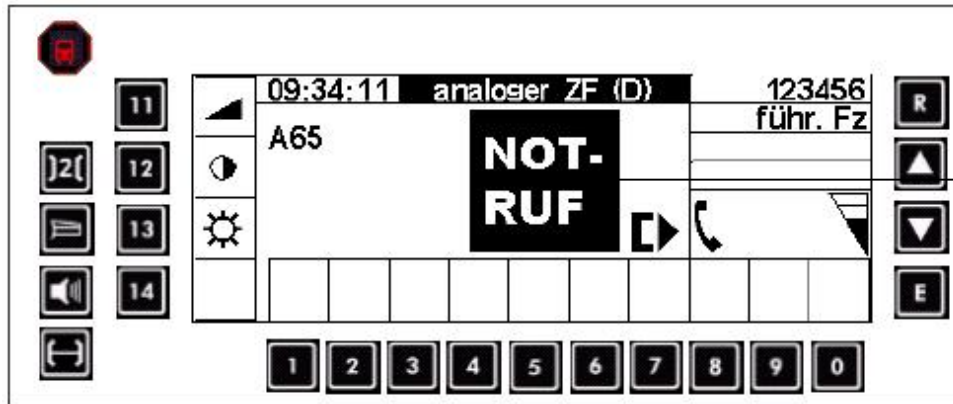 11
09:34:11 analoger ZF (D) 123456
R
führ. Fz
A65
NOT-
RUF
)2(
12
13
14
E
1 2 3 4 5 6 7 8 9 0